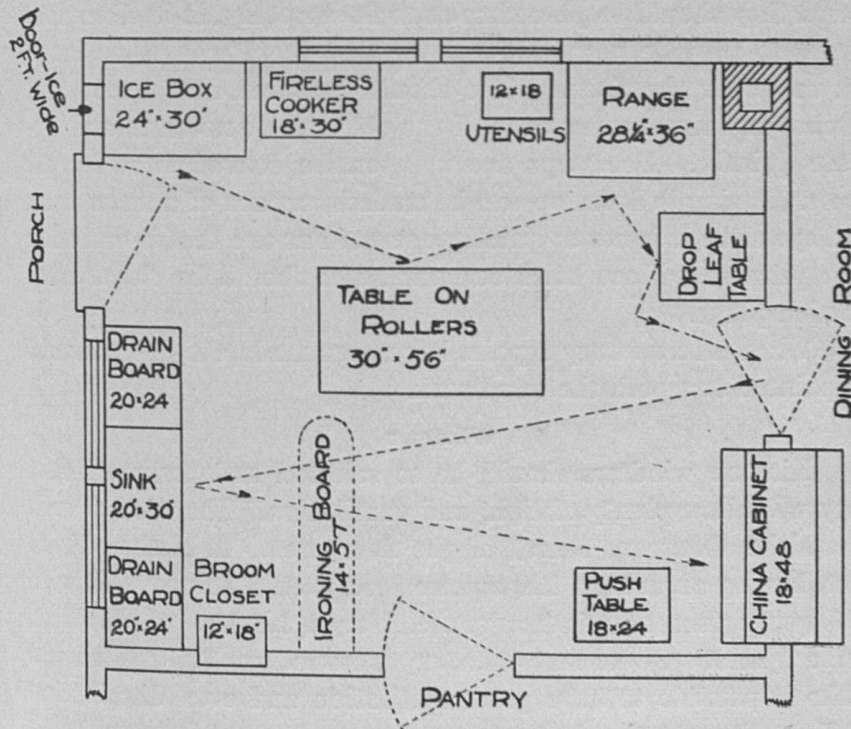 Door-Ice
2 Ft. Wide
ICE BOX
24"×30"
FIRELESS
COOKER
18"×30"
12×18
UTENSILS
RANGE
28¼"×36"
PORCH
TABLE ON
ROLLERS
30"×56"
DROP
LEAF
TABLE
DINING ROOM
DRAIN
BOARD
20×24
SINK
20"×30"
DRAIN
BOARD
20"×24"
BROOM
CLOSET
12"×18"
IRONING BOARD
14×57
PUSH
TABLE
18×24
CHINA CABINET
18×48
PANTRY